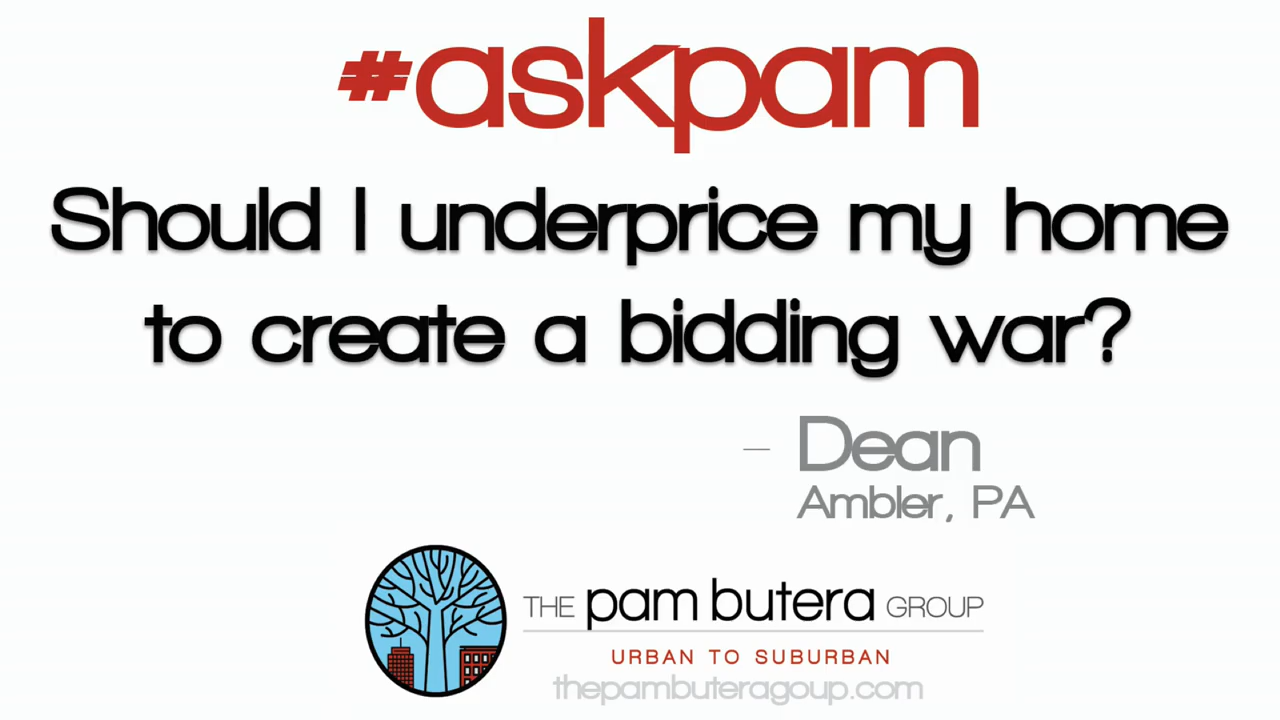 #askpam
Should I underprice my home
to create a bidding war?
– Dean
Ambler, PA
THE pam butera GROUP
URBAN TO SUBURBAN
thepambuteragoup.com